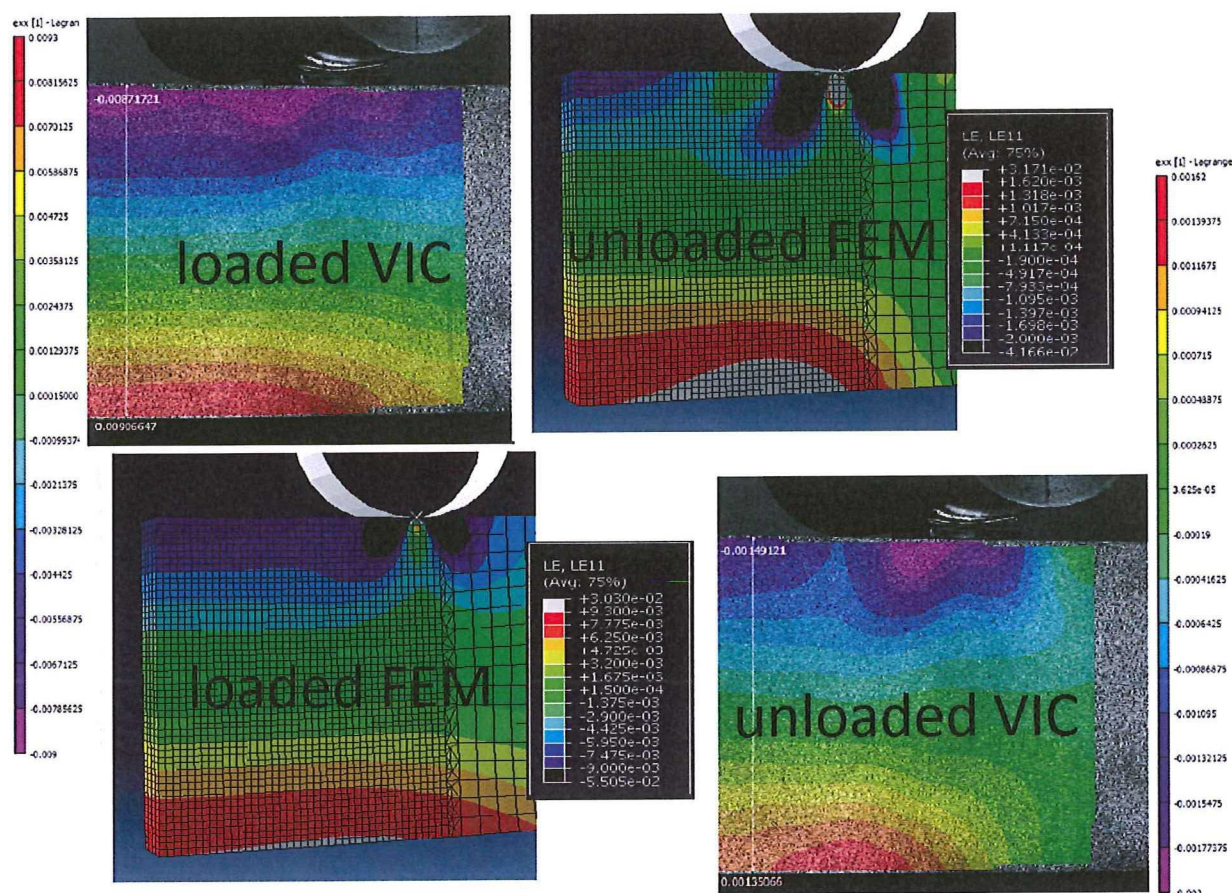 exx [1] - Lagran
0.0093
0.00815625
0.0070125
0.00586875
0.004725
0.00358125
0.0024375
0.00129375
0.00015000
-0.0009937
-0.0021375
-0.00328125
-0.004425
-0.00556875
-0.0067125
-0.00785625
-0.009
-0.00871721
loaded VIC
0.00906647
unloaded FEM
LE, LE11
(Avg: 75%)
+3.171e-02
+1.620e-03
+1.318e-03
+1.017e-03
+7.150e-04
+4.133e-04
+1.117e-04
-1.900e-04
-4.917e-04
-7.933e-04
-1.095e-03
-1.397e-03
-1.698e-03
-2.000e-03
-4.166e-02
loaded FEM
LE, LE11
(Avg: 75%)
+3.030e-02
+9.300e-03
+7.775e-03
+6.250e-03
+4.725e-03
+3.200e-03
+1.675e-03
+1.500e-04
-1.375e-03
-2.900e-03
-4.425e-03
-5.950e-03
-7.475e-03
-9.000e-03
-5.505e-02
-0.00149121
unloaded VIC
0.00135066
exx [1] - Lagrange
0.00162
0.00139375
0.0011675
0.00094125
0.000715
0.00048875
0.0002625
3.625e-05
-0.00019
-0.00041625
-0.0006425
-0.00086875
-0.001095
-0.00132125
-0.0015475
-0.00177375